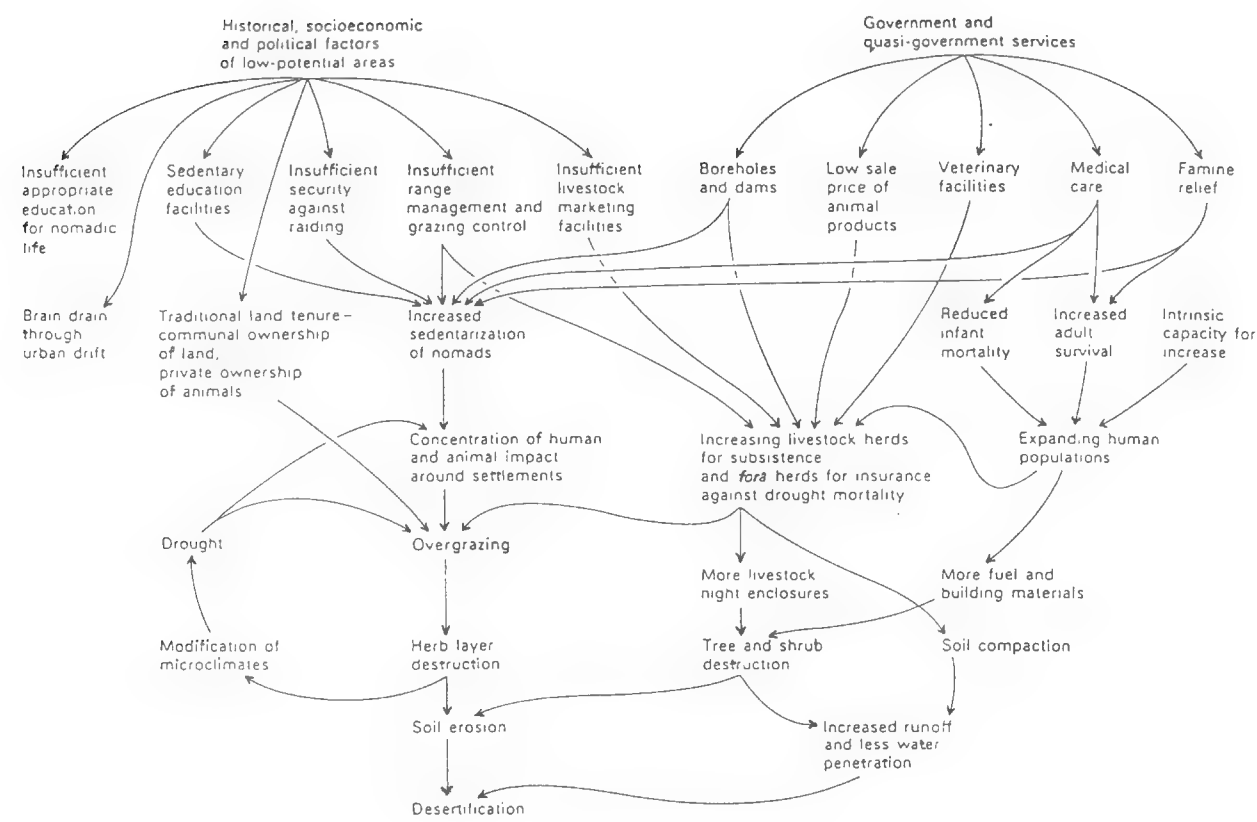 Historical, socioeconomic
and political factors
of low-potential areas
Government and
quasi-government services
Insufficient
appropriate
education
for nomadic
life
Sedentary
education
facilities
Insufficient
security
against
raiding
Insufficient
range
management and
grazing control
Insufficient
livestock
marketing
facilities
Boreholes
and dams
Low sale
price of
animal
products
Veterinary
facilities
Medical
care
Famine
relief
Brain drain
through
urban drift
Traditional land tenure–
communal ownership
of land,
private ownership
of animals
Increased
sedentarization
of nomads
Reduced
infant
mortality
Increased
adult
survival
Intrinsic
capacity for
increase
Concentration of human
and animal impact
around settlements
Increasing livestock herds
for subsistence
and fora herds for insurance
against drought mortality
Expanding human
populations
Drought
Overgrazing
More livestock
night enclosures
More fuel and
building materials
Modification of
microclimates
Herb layer
destruction
Tree and shrub
destruction
Soil compaction
Soil erosion
Increased runoff
and less water
penetration
Desertification